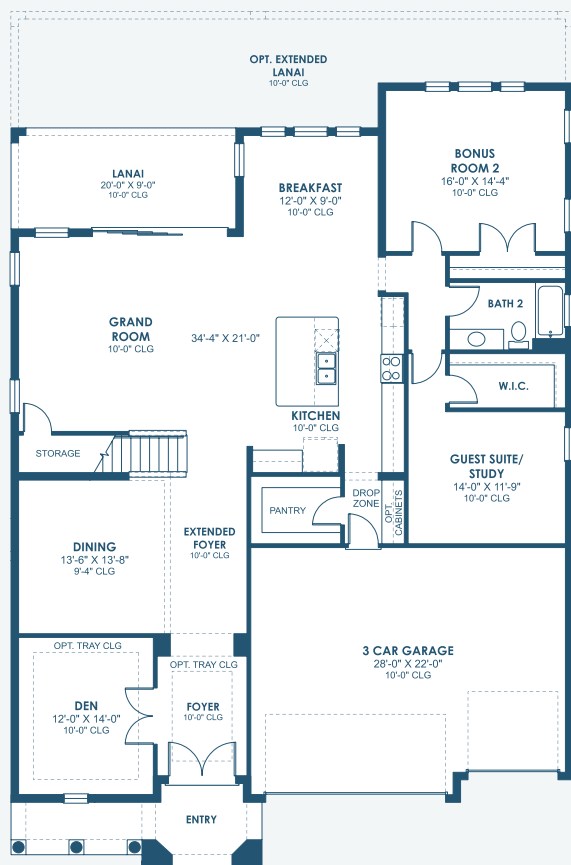 OPT. EXTENDED
LANAI
10'-0" CLG
LANAI
20'-0" X 9'-0"
10'-0" CLG
BREAKFAST
12'-0" X 9'-0"
10'-0" CLG
BONUS
ROOM 2
16'-0" X 14'-4"
10'-0" CLG
BATH 2
GRAND
ROOM
10'-0" CLG
34'-4" X 21'-0"
W.I.C.
KITCHEN
10'-0" CLG
STORAGE
GUEST SUITE/
STUDY
14'-0" X 11'-9"
10'-0" CLG
PANTRY
DROP
ZONE
OPT.
CABINETS
DINING
13'-6" X 13'-8"
9'-4" CLG
EXTENDED
FOYER
10'-0" CLG
OPT. TRAY CLG
DEN
12'-0" X 14'-0"
10'-0" CLG
OPT. TRAY CLG
FOYER
10'-0" CLG
3 CAR GARAGE
28'-0" X 22'-0"
10'-0" CLG
ENTRY